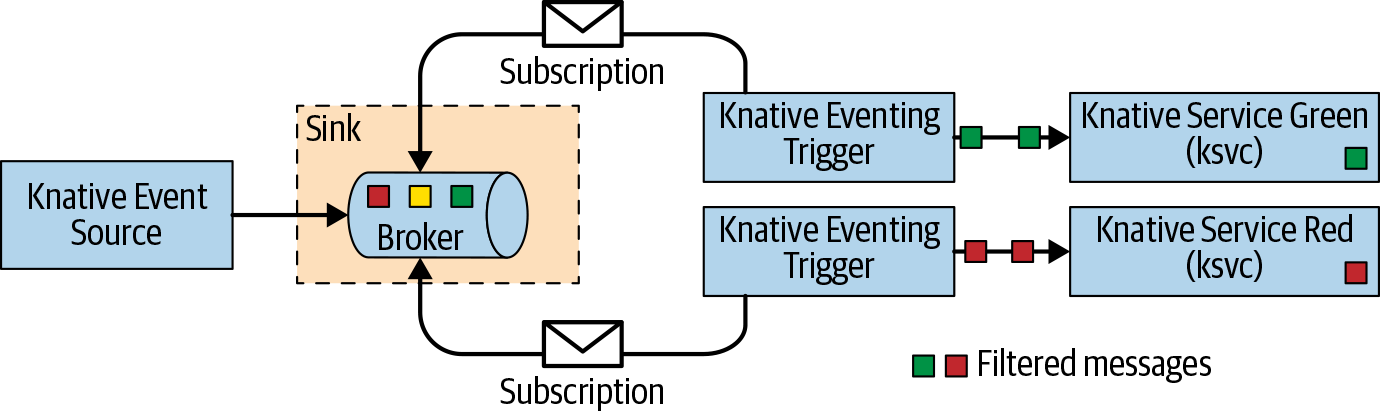 Subscription
Sink
Knative Event
Source
Broker
Knative Eventing
Trigger
Knative Service Green
(ksvc)
Knative Eventing
Trigger
Knative Service Red
(ksvc)
Subscription
Filtered messages